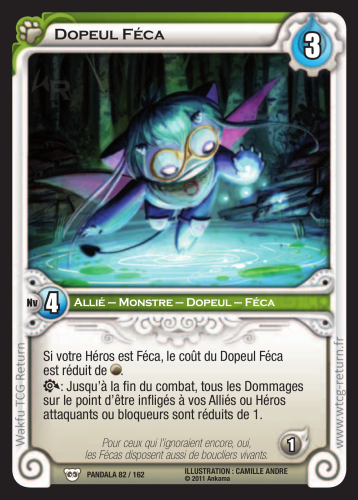 Dopeul Féca
3
WR
Nv 4 Allié – Monstre – Dopeul – Féca
Si votre Héros est Féca, le coût du Dopeul Féca
est réduit de .
: Jusqu'à la fin du combat, tous les Dommages
sur le point d'être infligés à vos Alliés ou Héros
attaquants ou bloqueurs sont réduits de 1.
Pour ceux qui l'ignoraient encore, oui,
les Fécas disposent aussi de boucliers vivants.
1
PANDALA 82 / 162
ILLUSTRATION : CAMILLE ANDRE
© 2011 Ankama
Wakfu TCG Return
www.wtcg-return.fr